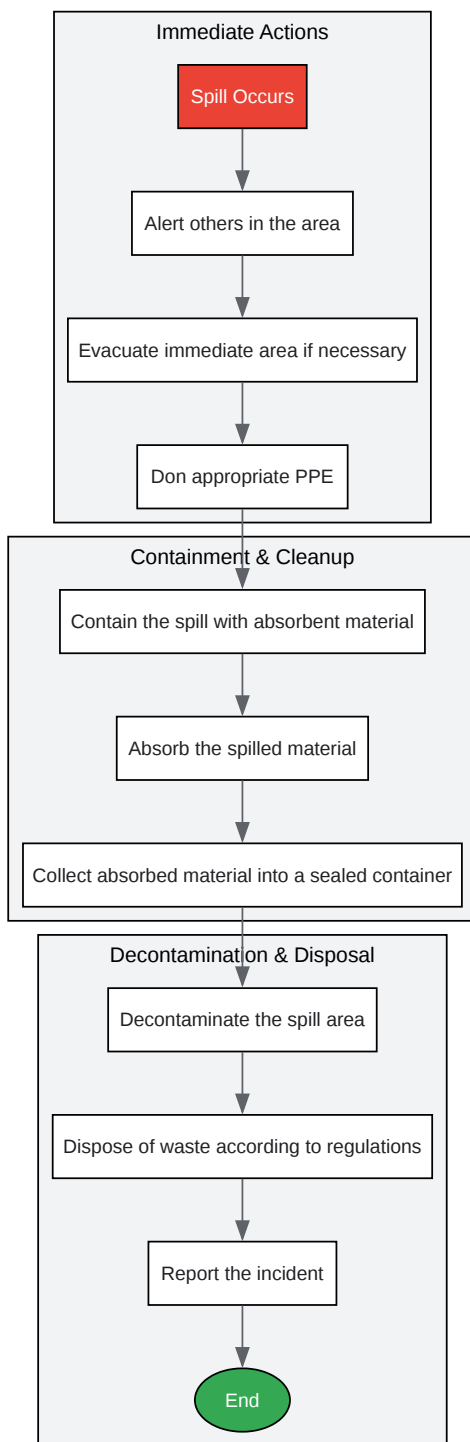 Immediate Actions
Spill Occurs
Alert others in the area
Evacuate immediate area if necessary
Don appropriate PPE
Containment & Cleanup
Contain the spill with absorbent material
Absorb the spilled material
Collect absorbed material into a sealed container
Decontamination & Disposal
Decontaminate the spill area
Dispose of waste according to regulations
Report the incident
End